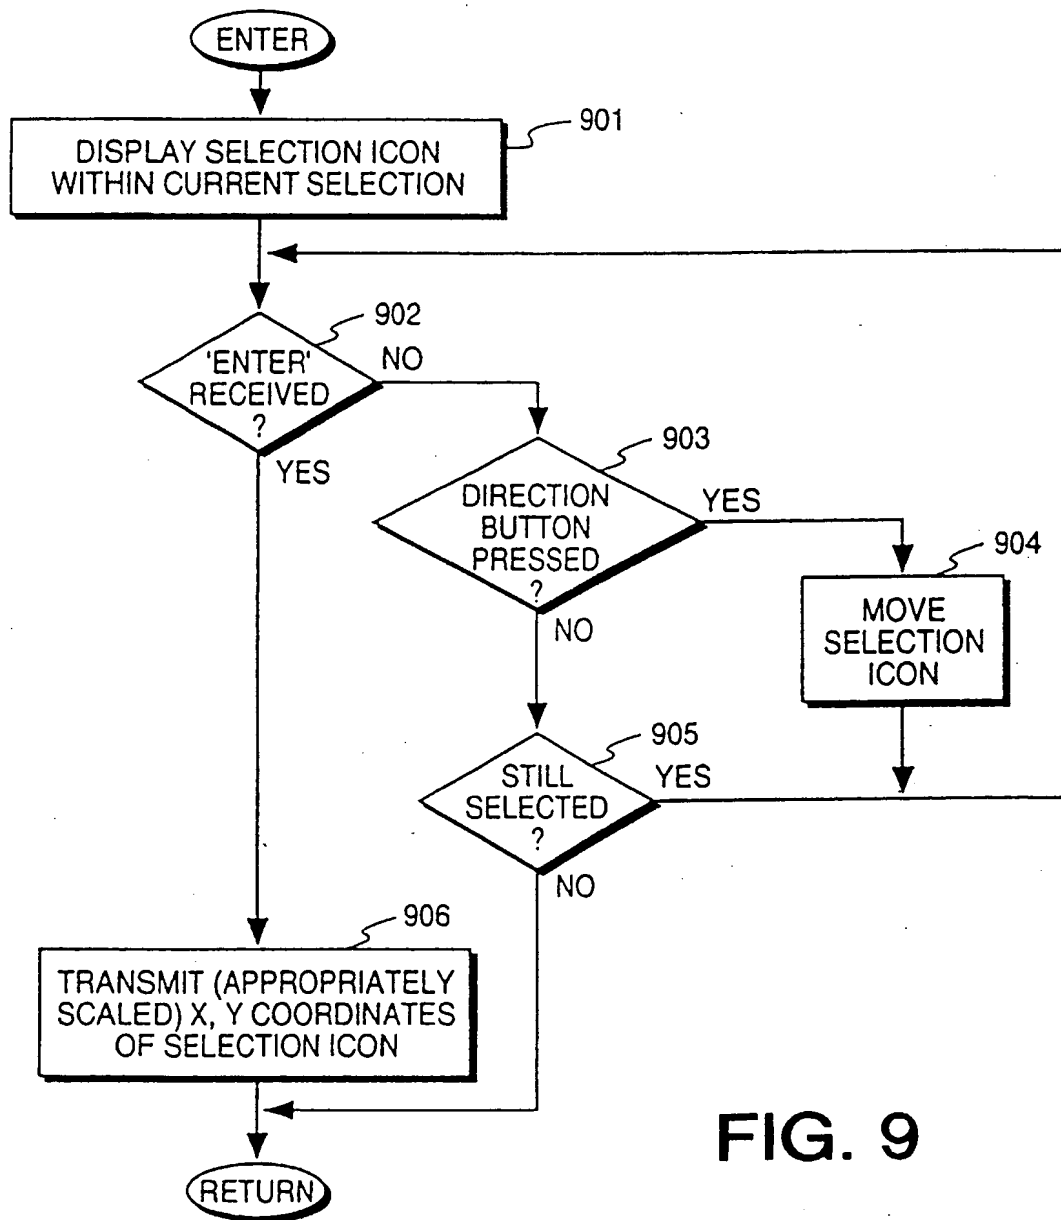 ENTER
901
DISPLAY SELECTION ICON
WITHIN CURRENT SELECTION
902
'ENTER'
RECEIVED
?
NO
YES
903
DIRECTION
BUTTON
PRESSED
?
YES
NO
904
MOVE
SELECTION
ICON
905
STILL
SELECTED
?
YES
NO
906
TRANSMIT (APPROPRIATELY
SCALED) X, Y COORDINATES
OF SELECTION ICON
RETURN
FIG. 9